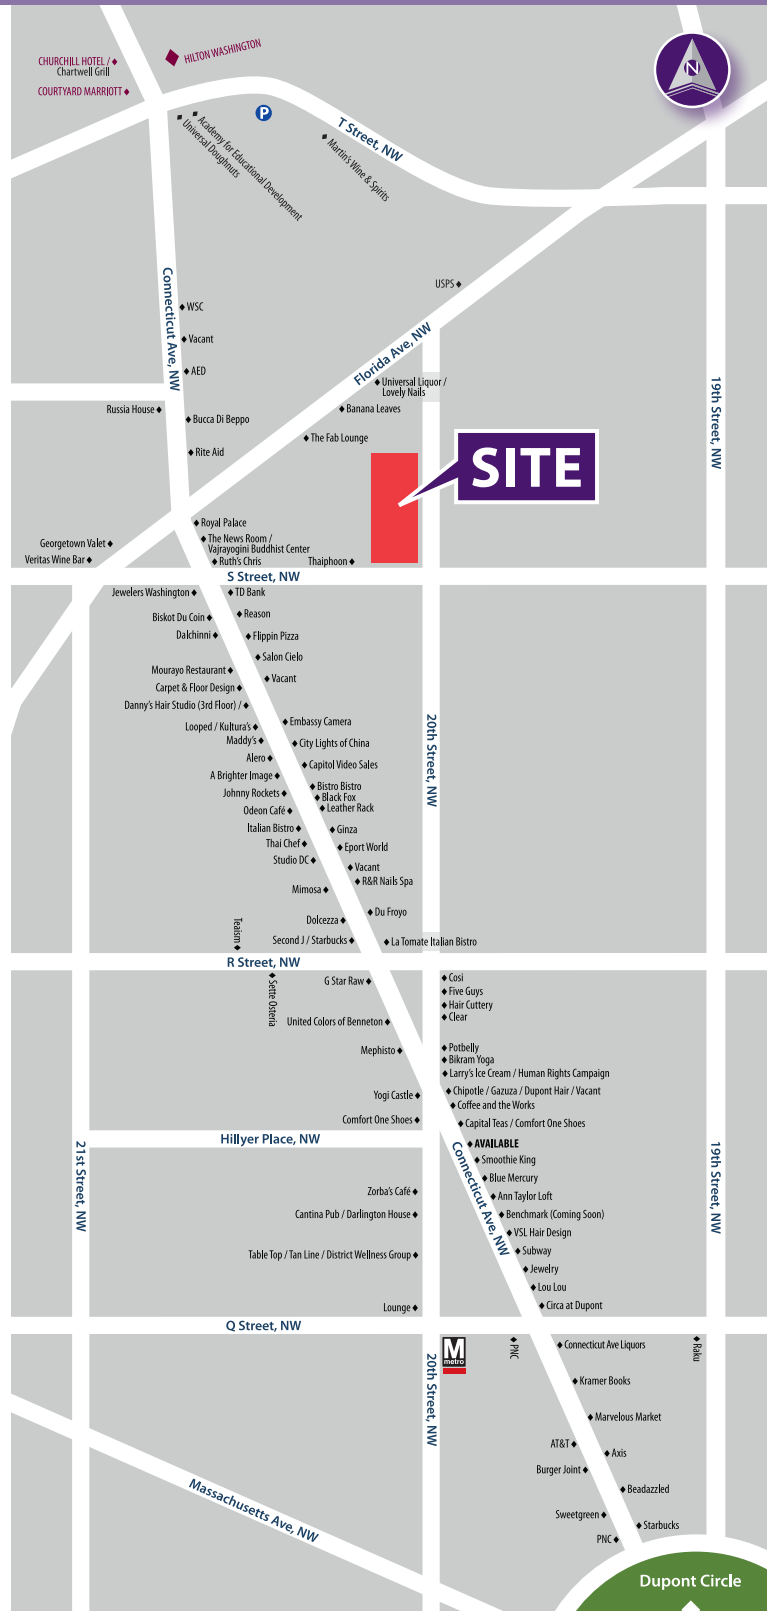 HILTON WASHINGTON
CHURCHILL HOTEL /
Chartwell Grill
COURTYARD MARRIOTT
N
P
T Street, NW
Academy for Educational Development
Universal Doughnuts
Martin's Wine & Spirits
Connecticut Ave, NW
USPS
WSC
Vacant
AED
Florida Ave, NW
Universal Liquor /
Lovely Nails
19th Street, NW
Russia House
Bucca Di Beppo
Banana Leaves
The Fab Lounge
Rite Aid
SITE
Royal Palace
Georgetown Valet
The News Room /
Vajrayogini Buddhist Center
Veritas Wine Bar
Ruth's Chris
Thaiphoon
S Street, NW
Jewelers Washington
TD Bank
Biskot Du Coin
Reason
Dalchinni
Flippin Pizza
Salon Cielo
Mourayo Restaurant
Vacant
Carpet & Floor Design
Danny's Hair Studio (3rd Floor) /
Looped / Kultura's
Embassy Camera
20th Street, NW
Maddy's
City Lights of China
Alero
Capitol Video Sales
A Brighter Image
Bistro Bistro
Johnny Rockets
Black Fox
Odeon Café
Leather Rack
Italian Bistro
Ginza
Thai Chef
Eport World
Studio DC
Vacant
R&R Nails Spa
Mimosa
Du Froyo
Dolcezza
Teaism
Second J / Starbucks
La Tomate Italian Bistro
R Street, NW
Sette Osteria
G Star Raw
Cosi
Five Guys
Hair Cuttery
Clear
United Colors of Benneton
Mephisto
Potbelly
Bikram Yoga
Larry's Ice Cream / Human Rights Campaign
Yogi Castle
Chipotle / Gazuza / Dupont Hair / Vacant
Coffee and the Works
Comfort One Shoes
Capital Teas / Comfort One Shoes
Hillyer Place, NW
AVAILABLE
21st Street, NW
Connecticut Ave, NW
19th Street, NW
Smoothie King
Blue Mercury
Zorba's Café
Ann Taylor Loft
Cantina Pub / Darlington House
Benchmark (Coming Soon)
VSL Hair Design
Table Top / Tan Line / District Wellness Group
Subway
Jewelry
Lou Lou
Lounge
Circa at Dupont
Q Street, NW
M
metro
20th Street, NW
PNC
Connecticut Ave Liquors
Raku
Kramer Books
Marvelous Market
AT&T
Axis
Burger Joint
Beadazzled
Massachusetts Ave, NW
Sweetgreen
Starbucks
PNC
Dupont Circle